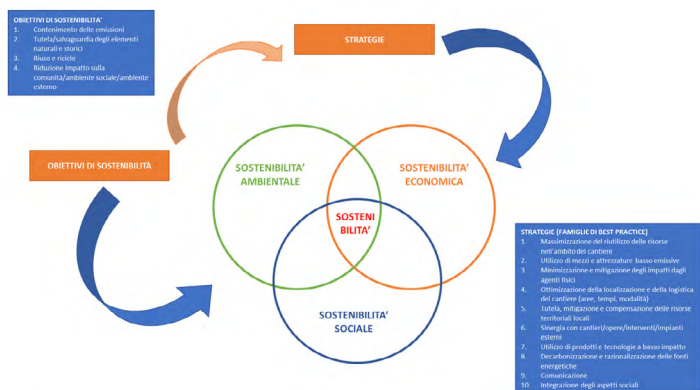 OBIETTIVI DI SOSTENIBILITA'
1. Contenimento delle emissioni
2. Tutela/salvaguardia degli elementi
naturali e storici
3. Riuso e riciclo
4. Riduzione impatto sulla
comunità/ambiente sociale/ambiente
esterno
STRATEGIE
OBIETTIVI DI SOSTENIBILITÀ
SOSTENIBILITA'
AMBIENTALE
SOSTENIBILITA'
ECONOMICA
SOSTENI
BILITA'
SOSTENIBILITA'
SOCIALE
STRATEGIE (FAMIGLIE DI BEST PRACTICE)
1. Massimizzazione del riutilizzo delle risorse
nell'ambito del cantiere
2. Utilizzo di mezzi e attrezzature basso emissive
3 Minimizzazione e mitigazione degli impatti dagli
agenti fisici
4. Ottimizzazione della localizzazione e della logistica
del cantiere (aree, tempi, modalità)
5. Tutela, mitigazione e compensazione delle risorse
territoriali locali
6. Sinergia con cantieri/opere/interventi/impianti
esterni
7. Utilizzo di prodotti e tecnologie a basso impatto
8. Decarbonizzazione e razionalizzazione delle fonti
energetiche
9. Comunicazione
10. Integrazione degli aspetti sociali